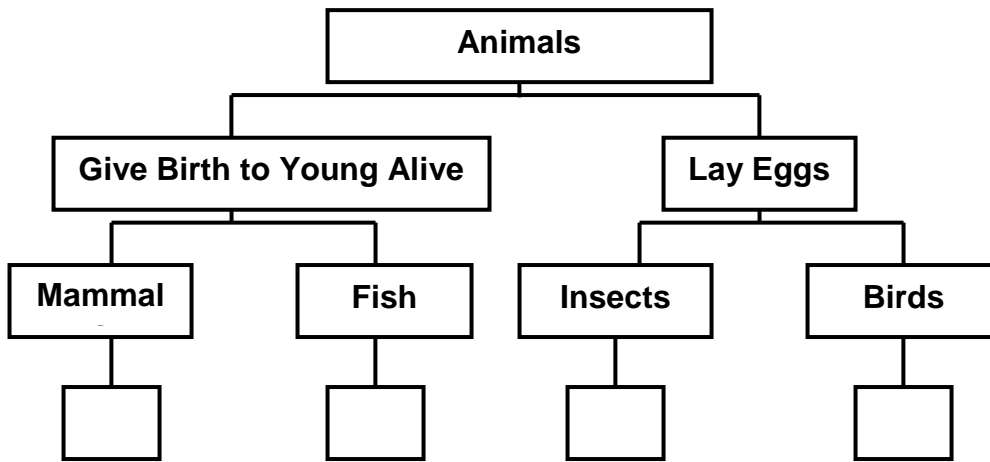 Animals
Give Birth to Young Alive
Lay Eggs
Mammal
Fish
Insects
Birds